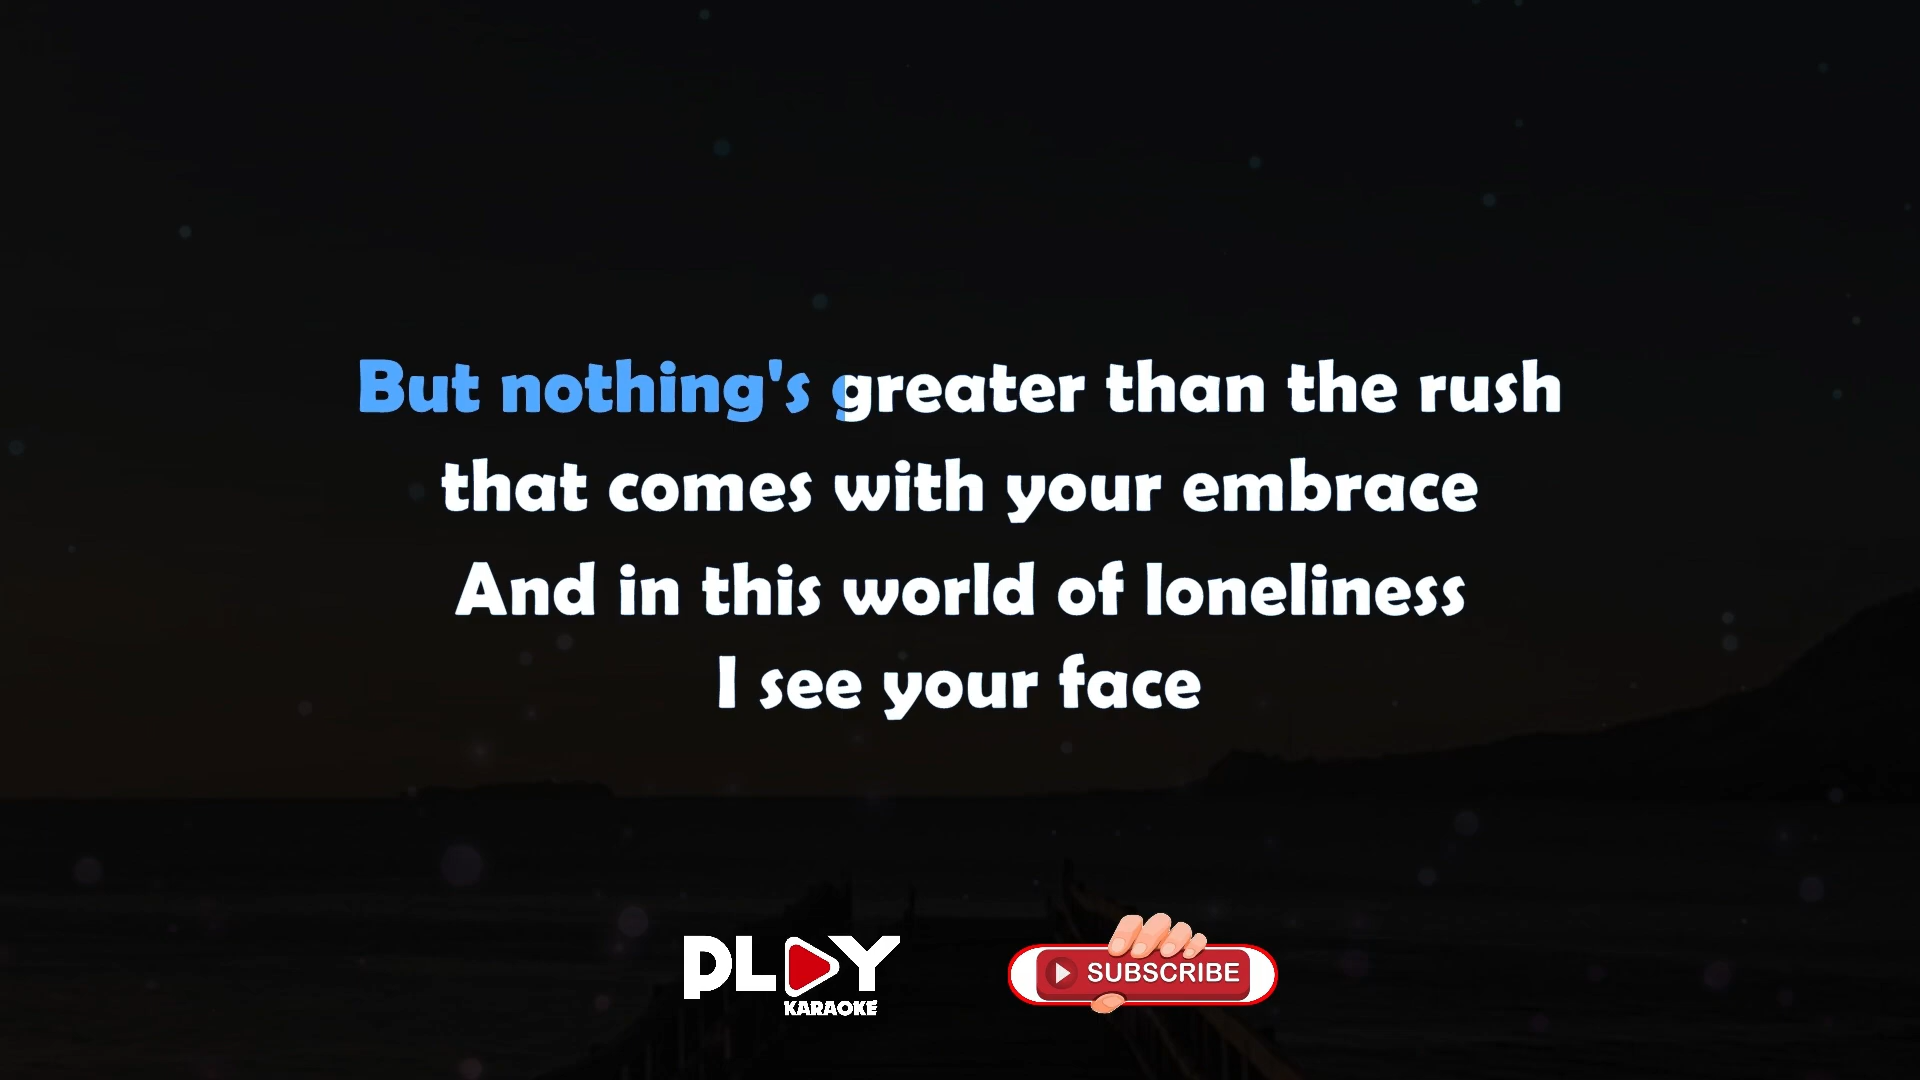 But nothing's greater than the rush
that comes with your embrace
And in this world of loneliness
I see your face
PLAY
KARAOKE
SUBSCRIBE